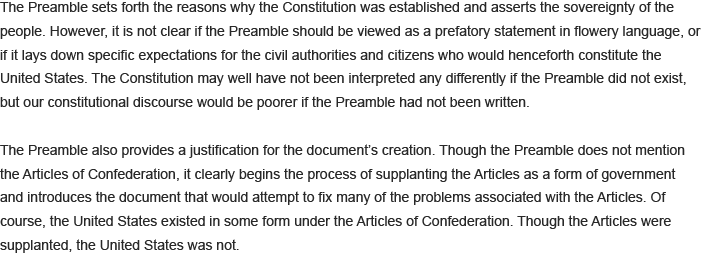 The Preamble sets forth the reasons why the Constitution was established and asserts the sovereignty of the
people. However, it is not clear if the Preamble should be viewed as a prefatory statement in flowery language, or
if it lays down specific expectations for the civil authorities and citizens who would henceforth constitute the
United States. The Constitution may well have not been interpreted any differently if the Preamble did not exist,
but our constitutional discourse would be poorer if the Preamble had not been written.

The Preamble also provides a justification for the document's creation. Though the Preamble does not mention
the Articles of Confederation, it clearly begins the process of supplanting the Articles as a form of government
and introduces the document that would attempt to fix many of the problems associated with the Articles. Of
course, the United States existed in some form under the Articles of Confederation. Though the Articles were
supplanted, the United States was not.